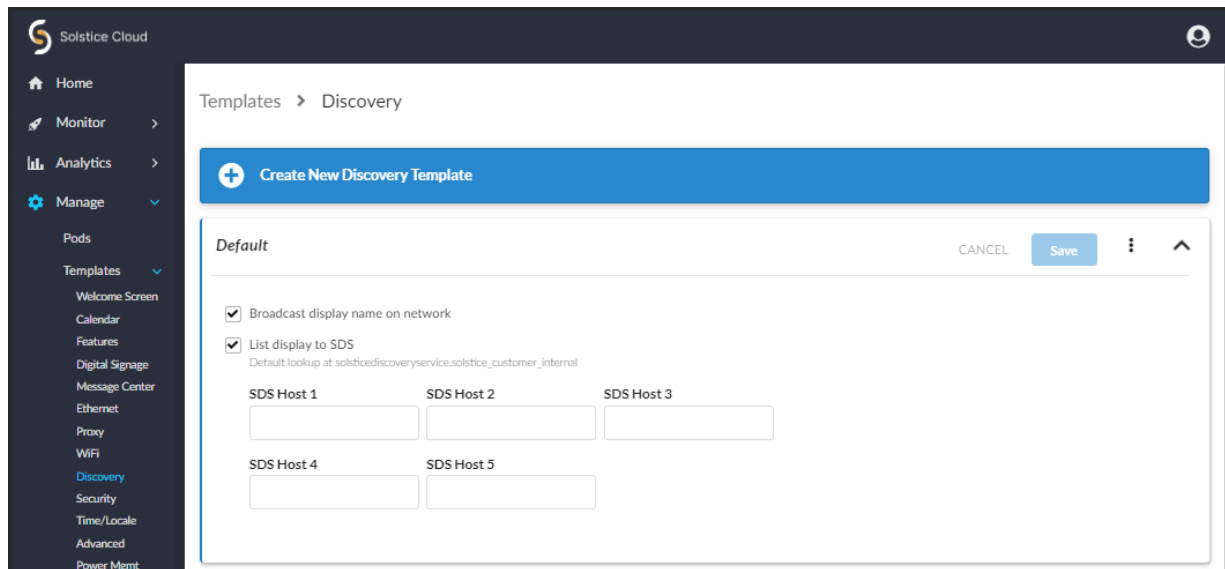 Solstice Cloud
Home
Monitor
Analytics
Manage
Pods
Templates
Welcome Screen
Calendar
Features
Digital Signage
Message Center
Ethernet
Proxy
WiFi
Discovery
Security
Time/Locale
Advanced
Power Mgmt
Templates > Discovery
Create New Discovery Template
Default
CANCEL
Save
Broadcast display name on network
List display to SDS
Default lookup at solsticediscoveryservice.solstice_customer_internal
SDS Host 1 SDS Host 2 SDS Host 3
SDS Host 4 SDS Host 5